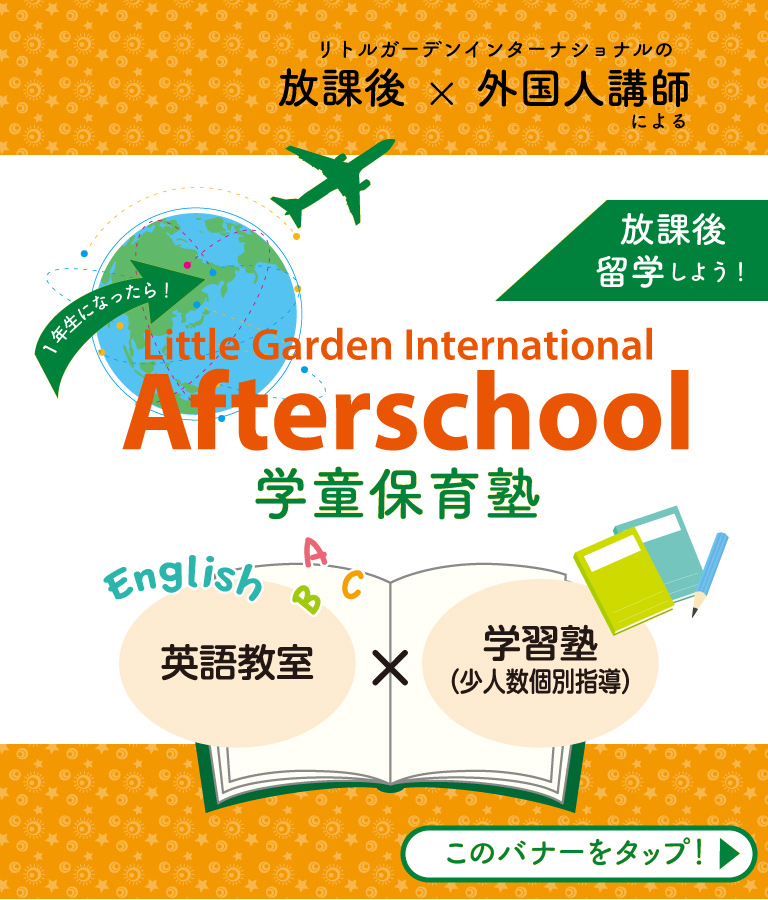 リトルガーデンインターナショナルの
放課後 × 外国人講師
による
放課後
留学しよう!
1年生になったら!
Little Garden International
Afterschool
学童保育塾
English
A
B
C
英語教室
×
学習塾
(少人数個別指導)
このバナーをタップ!